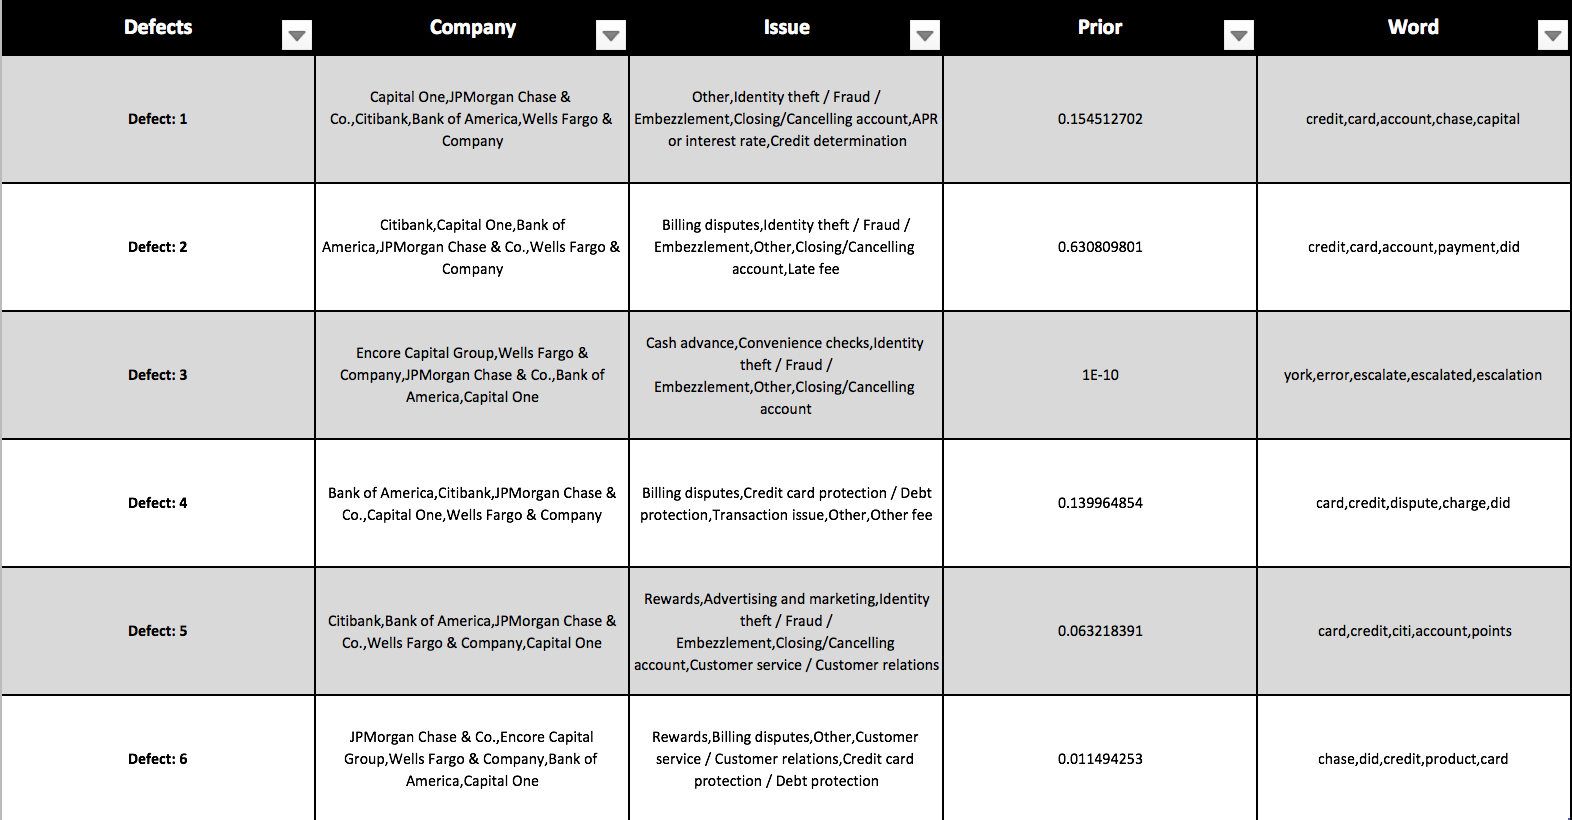 Defects Company Issue Prior Word
Defect: 1
Capital One,JPMorgan Chase &
Co.,Citibank,Bank of America,Wells Fargo &
Company
Other,Identity theft / Fraud /
Embezzlement,Closing/Cancelling account,APR
or interest rate,Credit determination
0.154512702
credit,card,account,chase,capital
Defect: 2
Citibank,Capital One,Bank of
America,JPMorgan Chase & Co.,Wells Fargo &
Company
Billing disputes,Identity theft / Fraud /
Embezzlement,Other,Closing/Cancelling
account,Late fee
0.630809801
credit,card,account,payment,did
Defect: 3
Encore Capital Group,Wells Fargo &
Company,JPMorgan Chase & Co.,Bank of
America,Capital One
Cash advance,Convenience checks,Identity
theft / Fraud /
Embezzlement,Other,Closing/Cancelling
account
1E-10
york,error,escalate,escalated,escalation
Defect: 4
Bank of America,Citibank,JPMorgan Chase &
Co.,Capital One,Wells Fargo & Company
Billing disputes,Credit card protection / Debt
protection,Transaction issue,Other,Other fee
0.139964854
card,credit,dispute,charge,did
Defect: 5
Citibank,Bank of America,JPMorgan Chase &
Co.,Wells Fargo & Company,Capital One
Rewards,Advertising and marketing,Identity
theft / Fraud /
Embezzlement,Closing/Cancelling
account,Customer service / Customer relations
0.063218391
card,credit,citi,account,points
Defect: 6
JPMorgan Chase & Co.,Encore Capital
Group,Wells Fargo & Company,Bank of
America,Capital One
Rewards,Billing disputes,Other,Customer
service / Customer relations,Credit card
protection / Debt protection
0.011494253
chase,did,credit,product,card